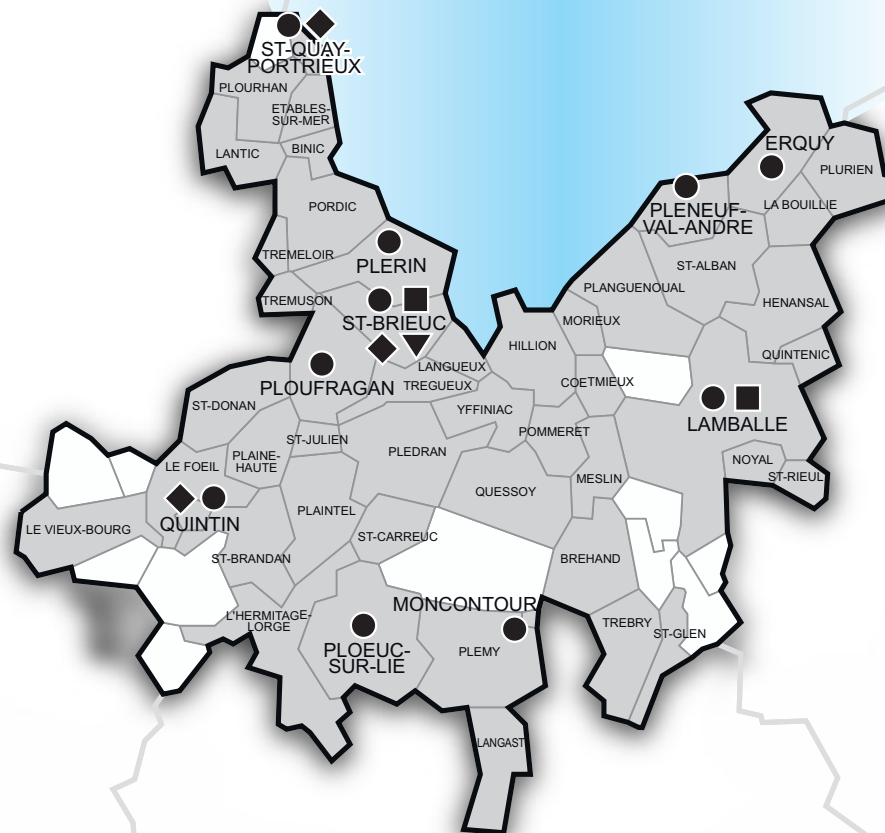 ST-QUAY-
PORTRIEUX
PLOURHAN
ETABLES-
SUR-MER
LANTIC
BINIC
ERQUY
PLURIEN
PORDIC
PLENEUF-
VAL-ANDRE
LA BOUILLIE
TREMELOIR
PLERIN
ST-ALBAN
PLANGUENOUAL
TREMUSON
HENANSAL
ST-BRIEUC
MORIEUX
HILLION
QUINTENIC
LANGUEUX
PLOUFRAGAN
TREGUEUX
COETMIEUX
ST-DONAN
YFFINIAC
LAMBALLE
POMMERET
ST-JULIEN
PLEDRAN
PLAINE-
HAUTE
NOYAL
LE FOEIL
ST-RIEUL
MESLIN
QUESSOY
PLAINTEL
QUINTIN
LE VIEUX-BOURG
ST-CARREUC
ST-BRANDAN
BREHAND
MONCONTOUR
L'HERMITAGE-
LORGE
TREBRY
ST-GLEN
PLOEUC-
SUR-LIE
PLEMY
LANGAST